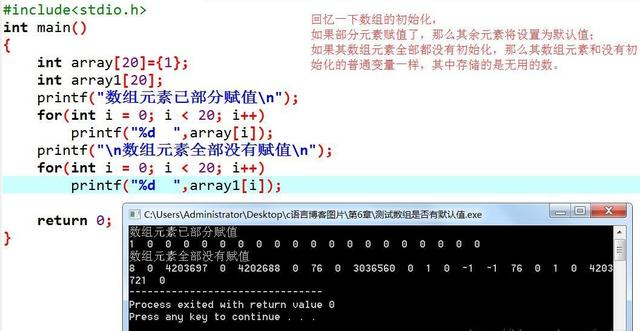 #include<stdio.h>
int main()
{
int array[20]={1};
int array1[20];
printf("数组元素已部分赋值\n");
for(int i = 0; i < 20; i++)
printf("%d  ",array[i]);
printf("\n数组元素全部没有赋值\n");
for(int i = 0; i < 20; i++)
printf("%d  ",array1[i]);
return 0;
}
回忆一下数组的初始化,
如果部分元素赋值了，那么其余元素将设置为默认值；
如果其数组元素全部都没有初始化，那么其数组元素和没有初
始化的普通变量一样，其中存储的是无用的数。
C:\Users\Administrator\Desktop\c语言博客图片\第6章\测试数组是否有默认值.exe
数组元素已部分赋值
1  0  0  0  0  0  0  0  0  0  0  0  0  0  0  0  0  0  0  0
数组元素全部没有赋值
8  0  4203697  0  4202688  0  76  0  3036560  0  1  0  -1  -1  76  0  1  0  4203
721  0
--------------------------------
Process exited with return value 0
Press any key to continue . . .